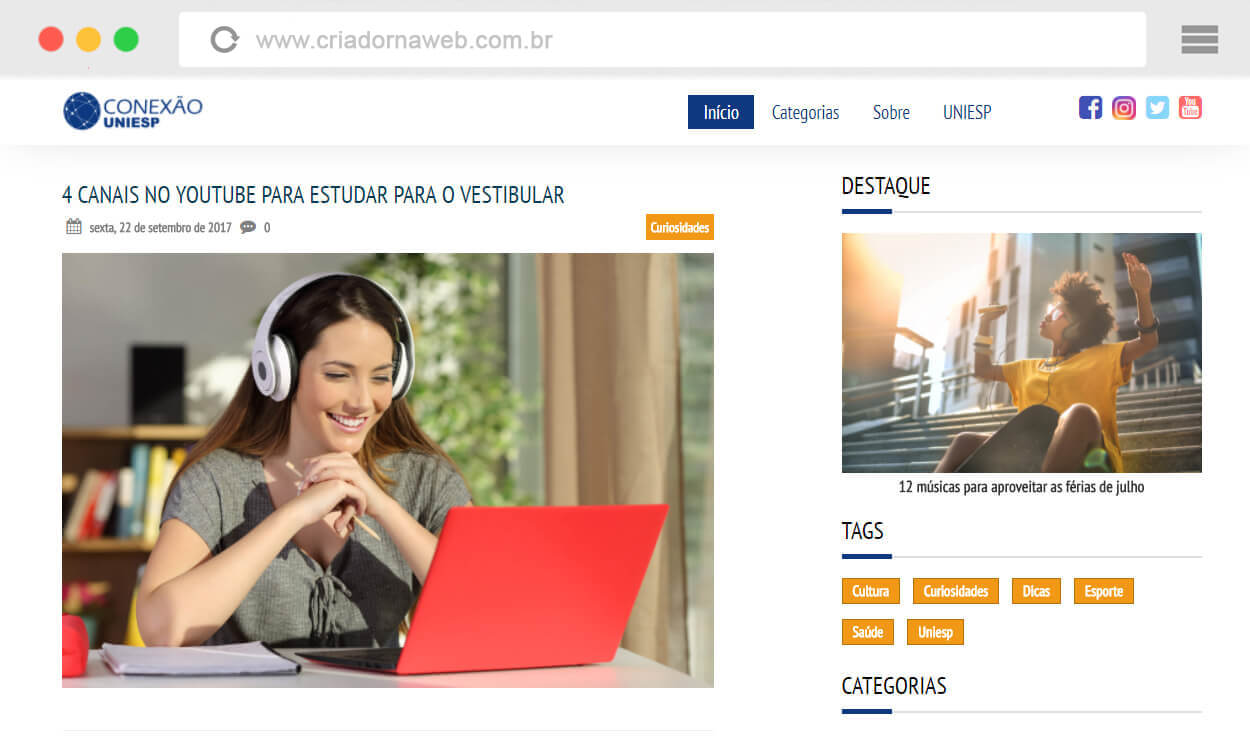 www.criadornaweb.com.br
CONEXÃO
UNIESP
Início Categorias Sobre UNIESP
You
Tube
4 CANAIS NO YOUTUBE PARA ESTUDAR PARA O VESTIBULAR
sexta, 22 de setembro de 2017 0
Curiosidades
DESTAQUE
12 músicas para aproveitar as férias de julho
TAGS
Cultura Curiosidades Dicas Esporte
Saúde Uniesp
CATEGORIAS